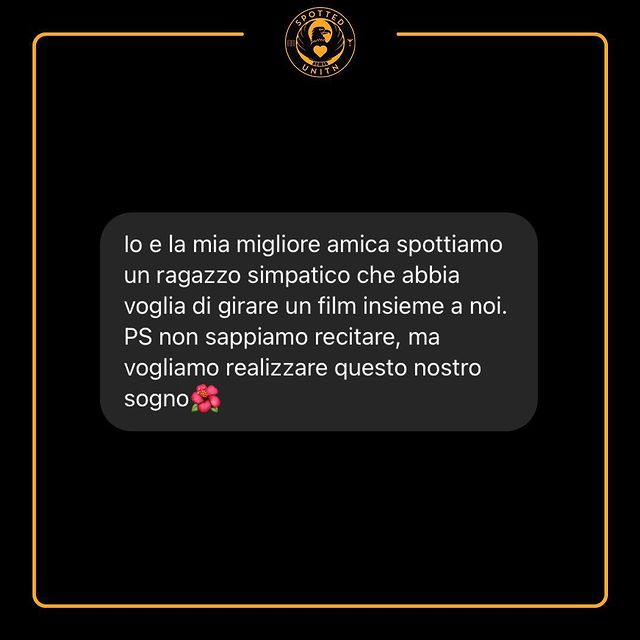 SPOTTED
UNITN
Io e la mia migliore amica spottiamo
un ragazzo simpatico che abbia
voglia di girare un film insieme a noi.
PS non sappiamo recitare, ma
vogliamo realizzare questo nostro
sogno🌺